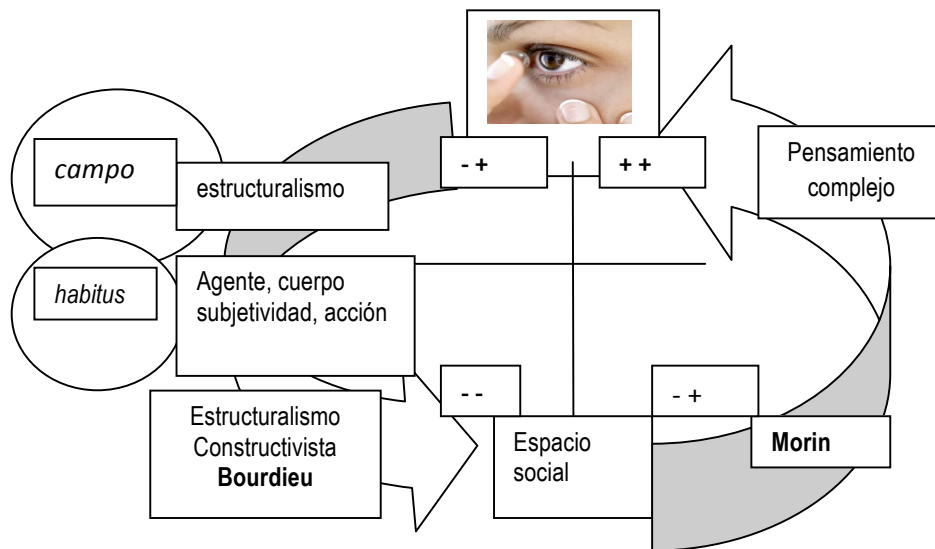 - +
+ +
Pensamiento
complejo
campo
estructuralismo
habitus
Agente, cuerpo
subjetividad, acción
- -
- +
Estructuralismo
Constructivista
Bourdieu
Espacio
social
Morin